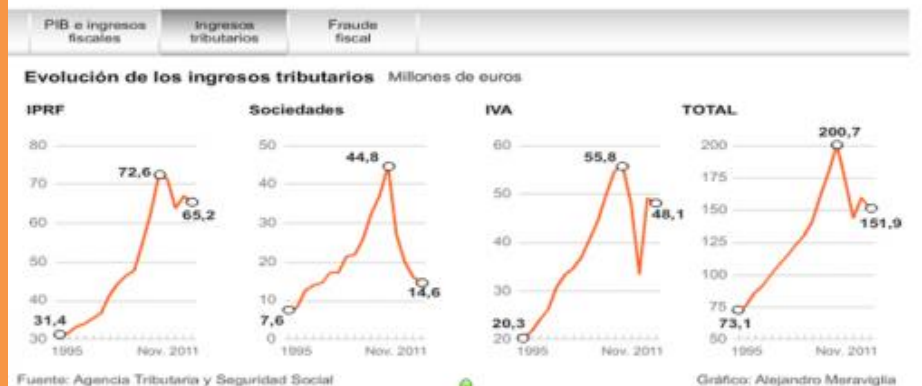 PIB e ingresos
fiscales
Ingresos
tributarios
Fraude
fiscal
Evolución de los ingresos tributarios Millones de euros
IPRF
80
70
60
50
40
30
72,6
65,2
31,4
1995 Nov. 2011
Sociedades
50
40
30
20
10
0
44,8
14,6
7,6
1995 Nov. 2011
IVA
60
50
40
30
20
55,8
48,1
20,3
1995 Nov. 2011
TOTAL
200
175
150
125
100
75
50
200,7
151,9
73,1
1995 Nov. 2011
Fuente: Agencia Tributaria y Seguridad Social
Gráfico: Alejandro Meraviglia